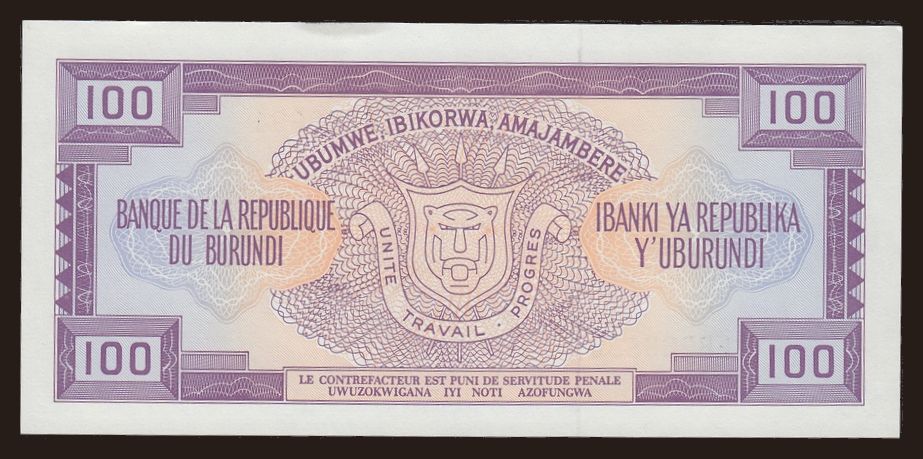 100
100
UBUMWE, IBIKORWA, AMAJAMBERE
BANQUE DE LA REPUBLIQUE
DU BURUNDI
IBANKI YA REPUBLIKA
Y'UBURUNDI
UNITE TRAVAIL . PROGRES
100
100
LE CONTREFACTEUR EST PUNI DE SERVITUDE PENALE
UWUZOKWIGANA IYI NOTI AZOFUNGWA